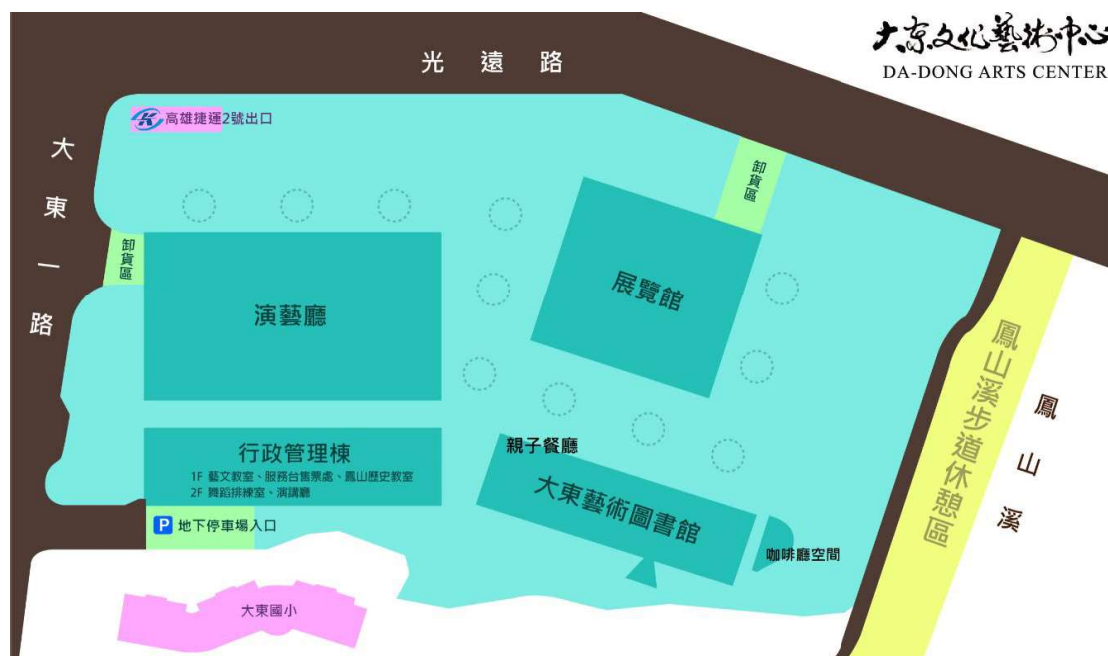 大東文化藝術中心
DA-DONG ARTS CENTER
光遠路
高雄捷運2號出口
大東一路
卸貨區
卸貨區
演藝廳
展覽館
鳳山溪步道休憩區
鳳山溪
行政管理棟
1F 藝文教室、服務台售票處、鳳山歷史教室
2F 舞蹈排練室、演講廳
親子餐廳
大東藝術圖書館
P 地下停車場入口
咖啡廳空間
大東國小